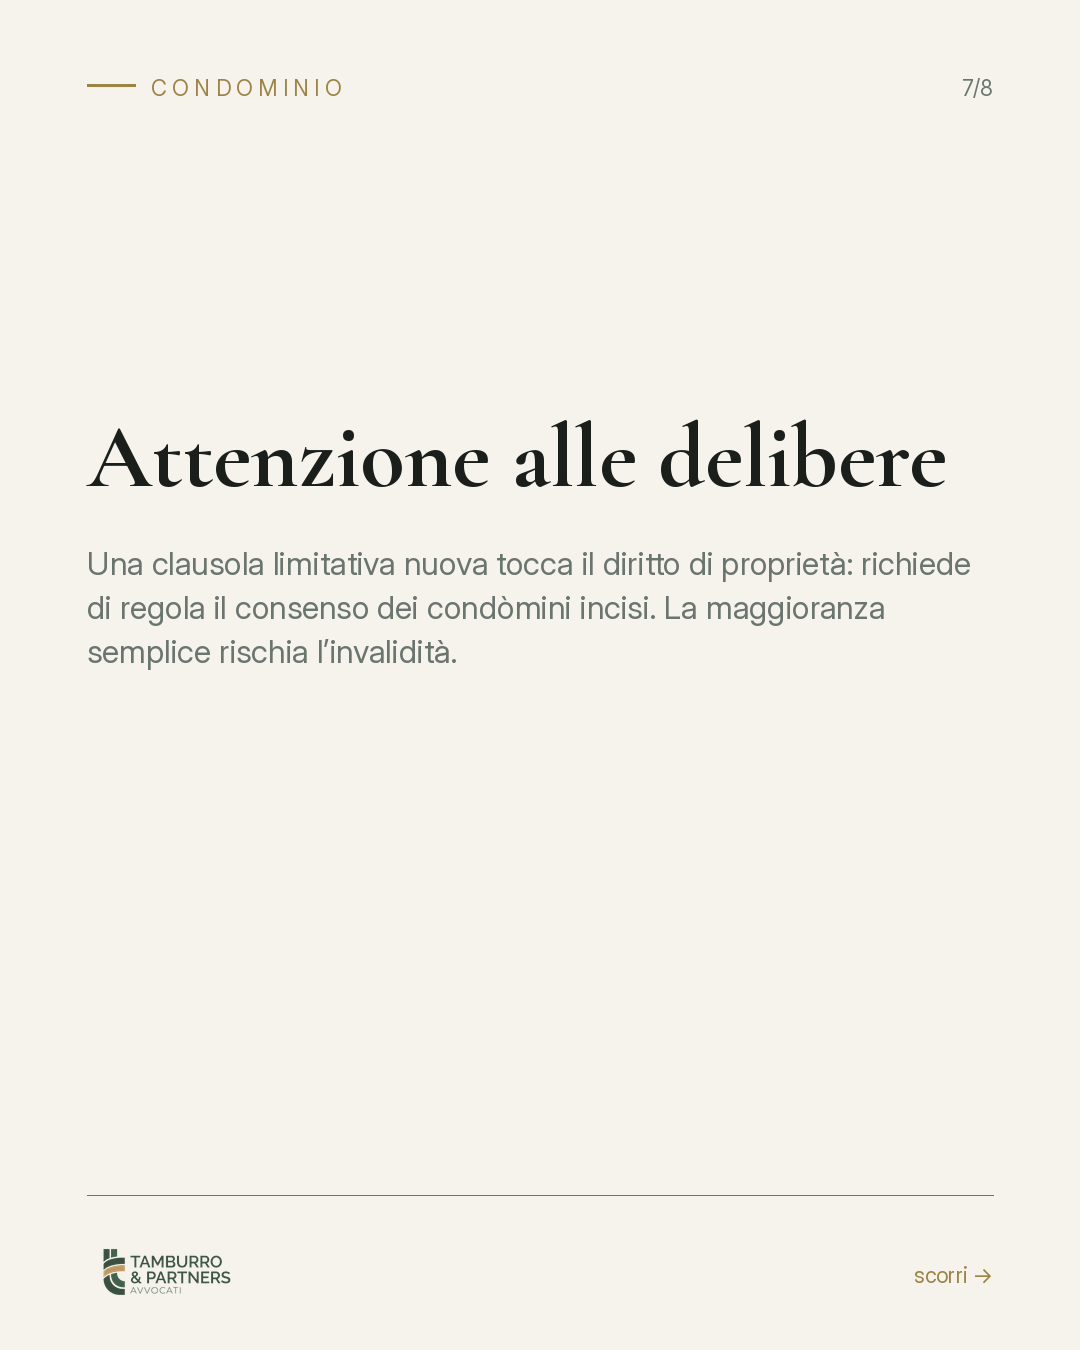 CONDOMINIO
7/8
Attenzione alle delibere
Una clausola limitativa nuova tocca il diritto di proprietà: richiede
di regola il consenso dei condòmini incisi. La maggioranza
semplice rischia l’invalidità.
TAMBURRO
& PARTNERS
AVVOCATI
scorri →